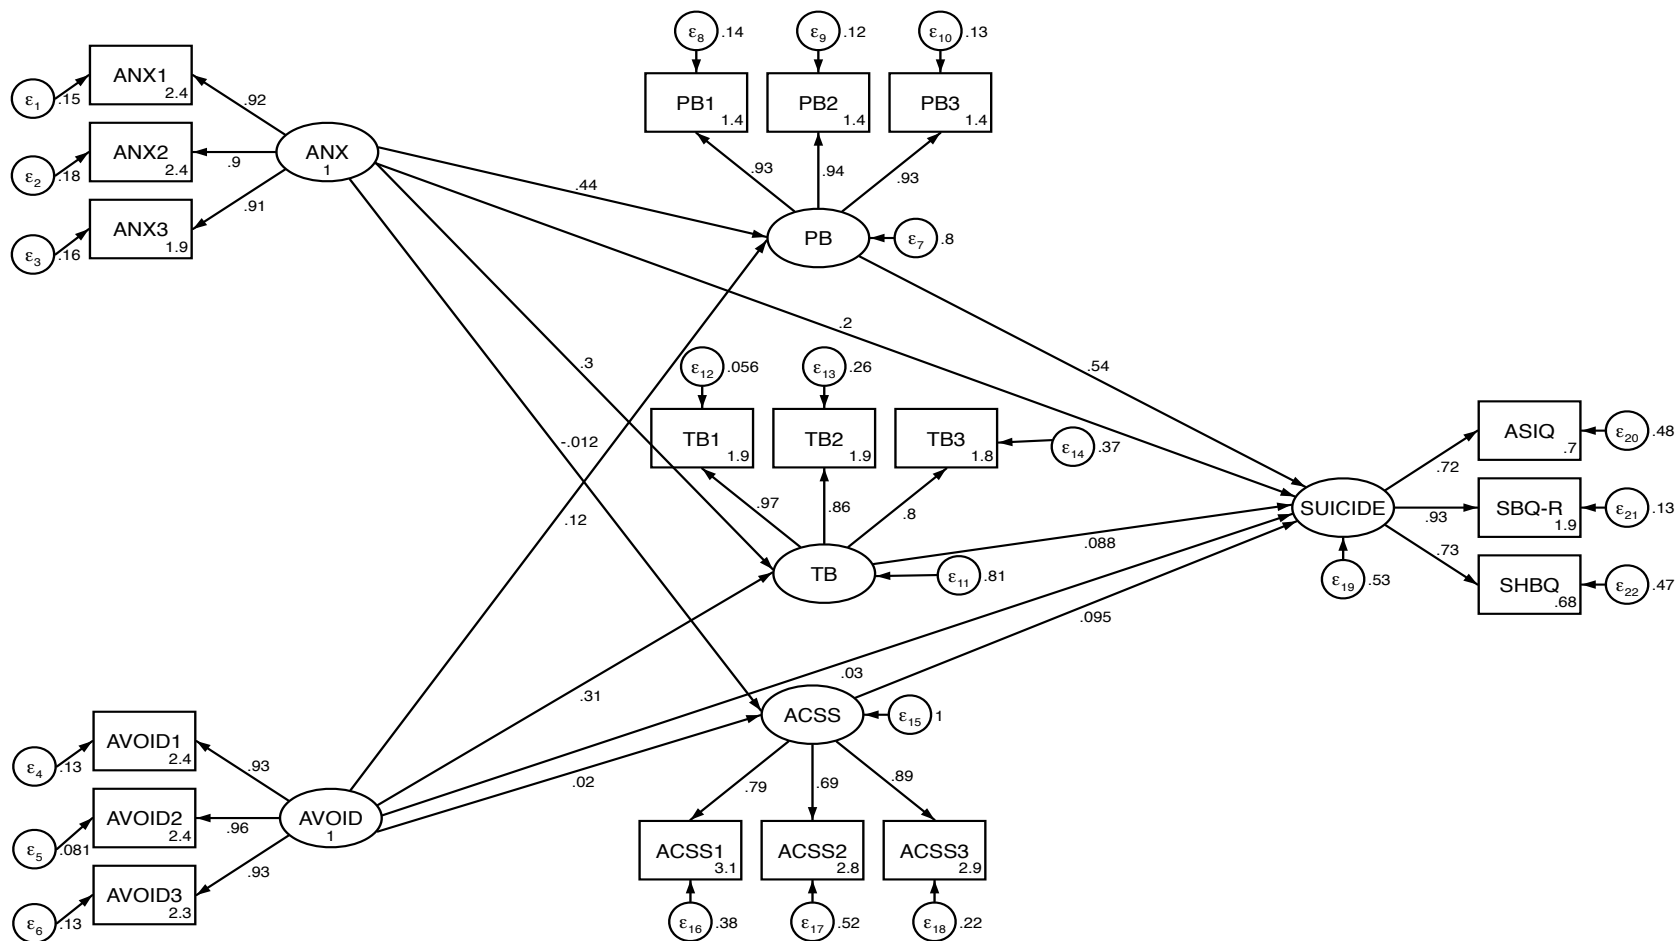 ε8 .14
ε9 .12
ε10 .13
ANX1 2.4
ε1 .15
PB1 1.4
PB2 1.4
PB3 1.4
.92
ANX2 2.4
ε2 .18
.9
ANX 1
.93
.94
.93
.91
ANX3 1.9
ε3 .16
.44
PB
ε7 .8
.2
.3
ε12 .056
ε13 .26
.54
TB1 1.9
TB2 1.9
TB3 1.8
ε14 .37
-.012
ASIQ .7
ε20 .48
.72
.97
.86
.8
.12
SUICIDE
.93
SBQ-R 1.9
ε21 .13
.088
.73
TB
ε11 .81
ε19 .53
SHBQ .68
ε22 .47
.095
.03
.31
ACSS
ε15 1
AVOID1 2.4
ε4 .13
.93
.02
.79
.69
.89
AVOID2 2.4
ε5 .081
.96
AVOID 1
.93
ACSS1 3.1
ACSS2 2.8
ACSS3 2.9
AVOID3 2.3
ε6 .13
ε16 .38
ε17 .52
ε18 .22